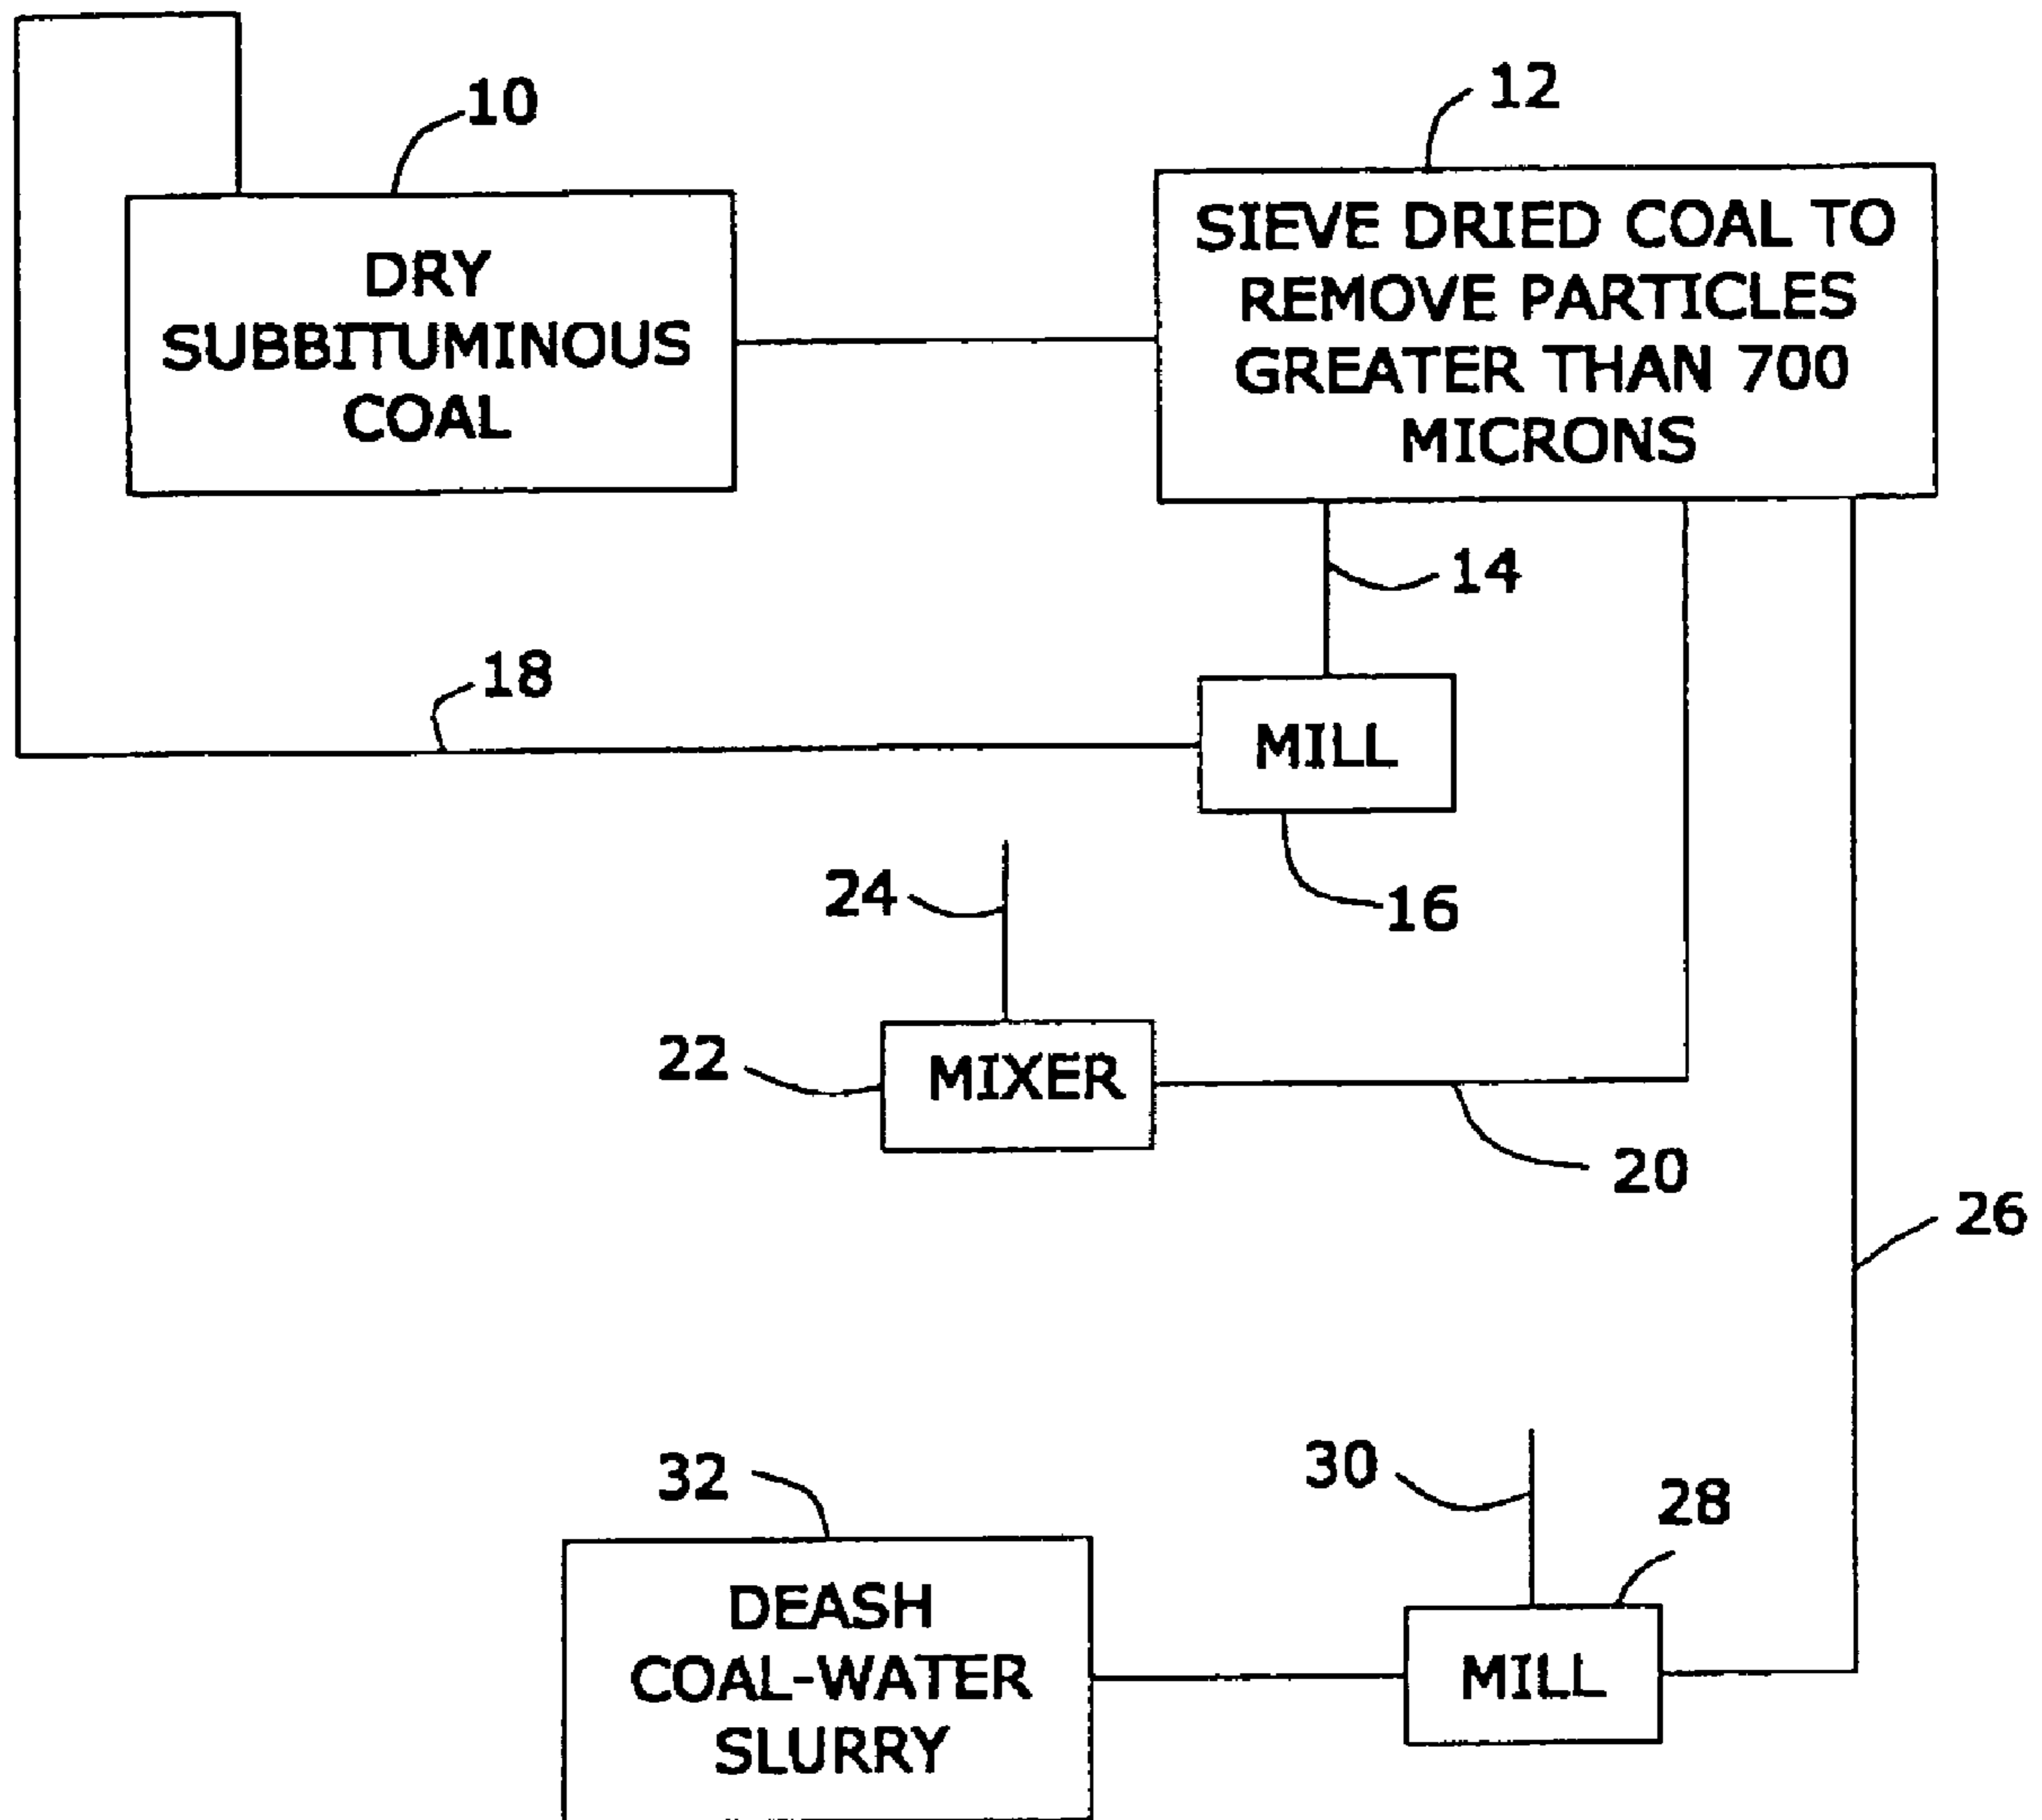 10
12
DRY
SUBBITUMINOUS
COAL
SIEVE DRIED COAL TO
REMOVE PARTICLES
GREATER THAN 700
MICRONS
14
18
MILL
24
16
22
MIXER
20
26
32
30
28
DEASH
COAL-WATER
SLURRY
MILL